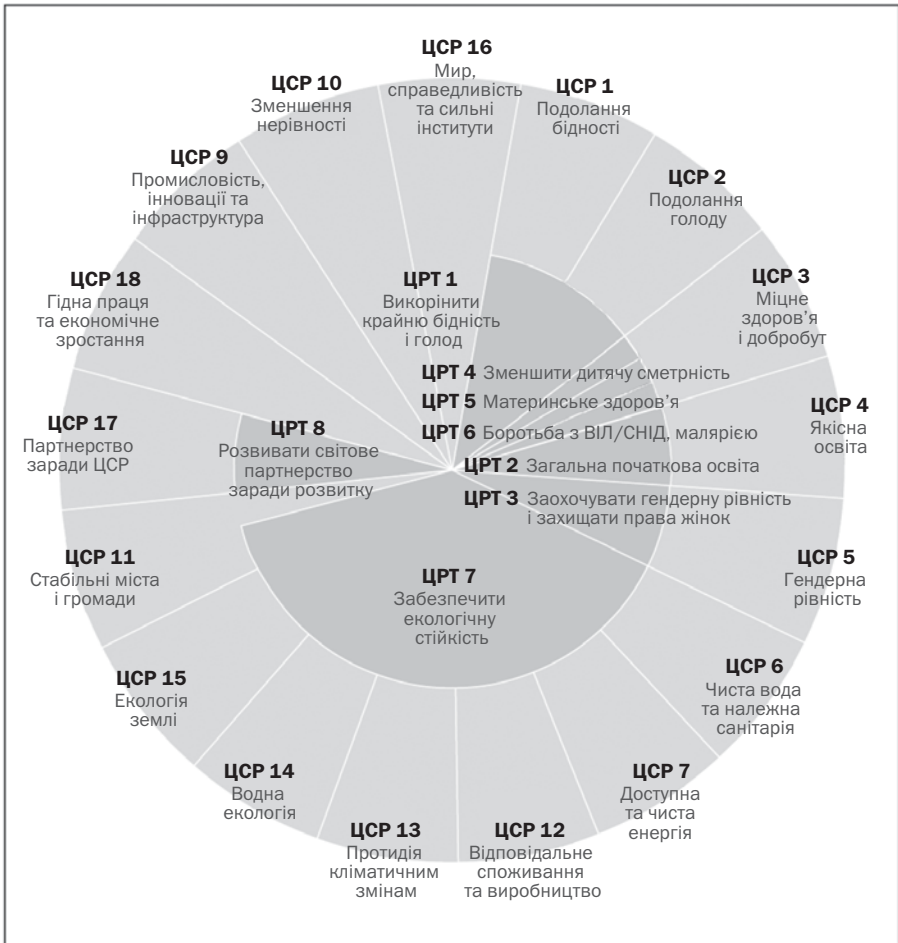 ЦСР 16
Мир,
справедливість
та сильні
інститути
ЦСР 1
Подолання
бідності
ЦСР 2
Подолання
голоду
ЦСР 3
Міцне
здоров’я
і добробут
ЦСР 4
Якісна
освіта
ЦСР 5
Гендерна
рівність
ЦСР 6
Чиста вода
та належна
санітарія
ЦСР 7
Доступна
та чиста
енергія
ЦСР 12
Відповідальне
споживання
та виробництво
ЦСР 13
Протидія
кліматичним
змінам
ЦСР 14
Водна
екологія
ЦСР 15
Екологія
землі
ЦСР 11
Стабільні міста
і громади
ЦСР 17
Партнерство
заради ЦСР
ЦСР 18
Гідна праця
та економічне
зростання
ЦСР 9
Промисловість,
інновації та
інфраструктура
ЦСР 10
Зменшення
нерівності
ЦРТ 1
Викорінити
крайню бідність
і голод
ЦРТ 4 Зменшити дитячу сметрність
ЦРТ 5 Материнське здоров’я
ЦРТ 6 Боротьба з ВІЛ/СНІД, малярією
ЦРТ 2 Загальна початкова освіта
ЦРТ 3 Заохочувати гендерну рівність
і захищати права жінок
ЦРТ 8
Розвивати світове
партнерство
заради розвитку
ЦРТ 7
Забезпечити
екологічну
стійкість